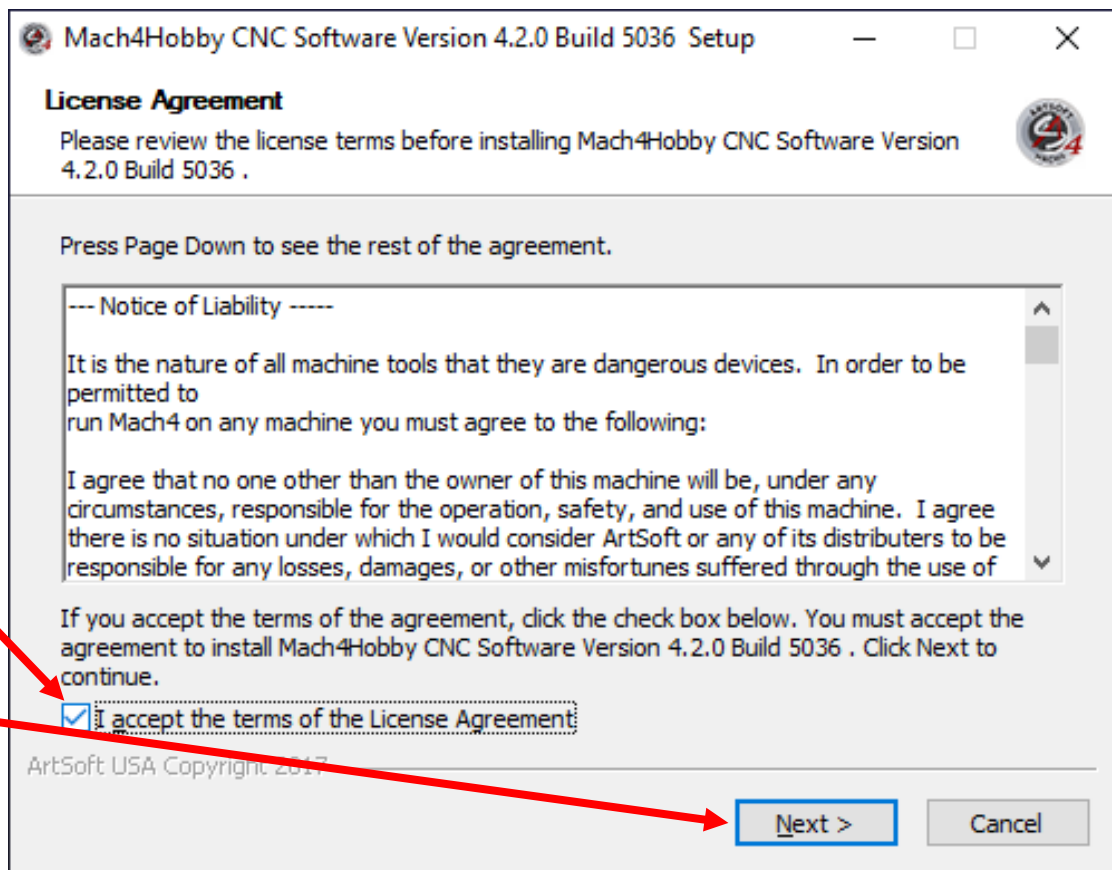 Mach4Hobby CNC Software Version 4.2.0 Build 5036 Setup
License Agreement
Please review the license terms before installing Mach4Hobby CNC Software Version
4.2.0 Build 5036 .
Press Page Down to see the rest of the agreement.
--- Notice of Liability -----
It is the nature of all machine tools that they are dangerous devices. In order to be
permitted to
run Mach4 on any machine you must agree to the following:
I agree that no one other than the owner of this machine will be, under any
circumstances, responsible for the operation, safety, and use of this machine. I agree
there is no situation under which I would consider ArtSoft or any of its distributers to be
responsible for any losses, damages, or other misfortunes suffered through the use of
If you accept the terms of the agreement, click the check box below. You must accept the
agreement to install Mach4Hobby CNC Software Version 4.2.0 Build 5036 . Click Next to
continue.
I accept the terms of the License Agreement
ArtSoft USA Copyright 2017
Next >
Cancel